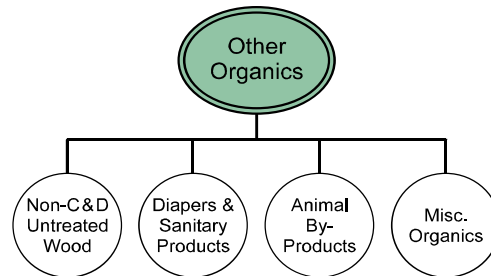 Other
Organics
Non-C&D
Untreated
Wood
Diapers &
Sanitary
Products
Animal
By-
Products
Misc.
Organics